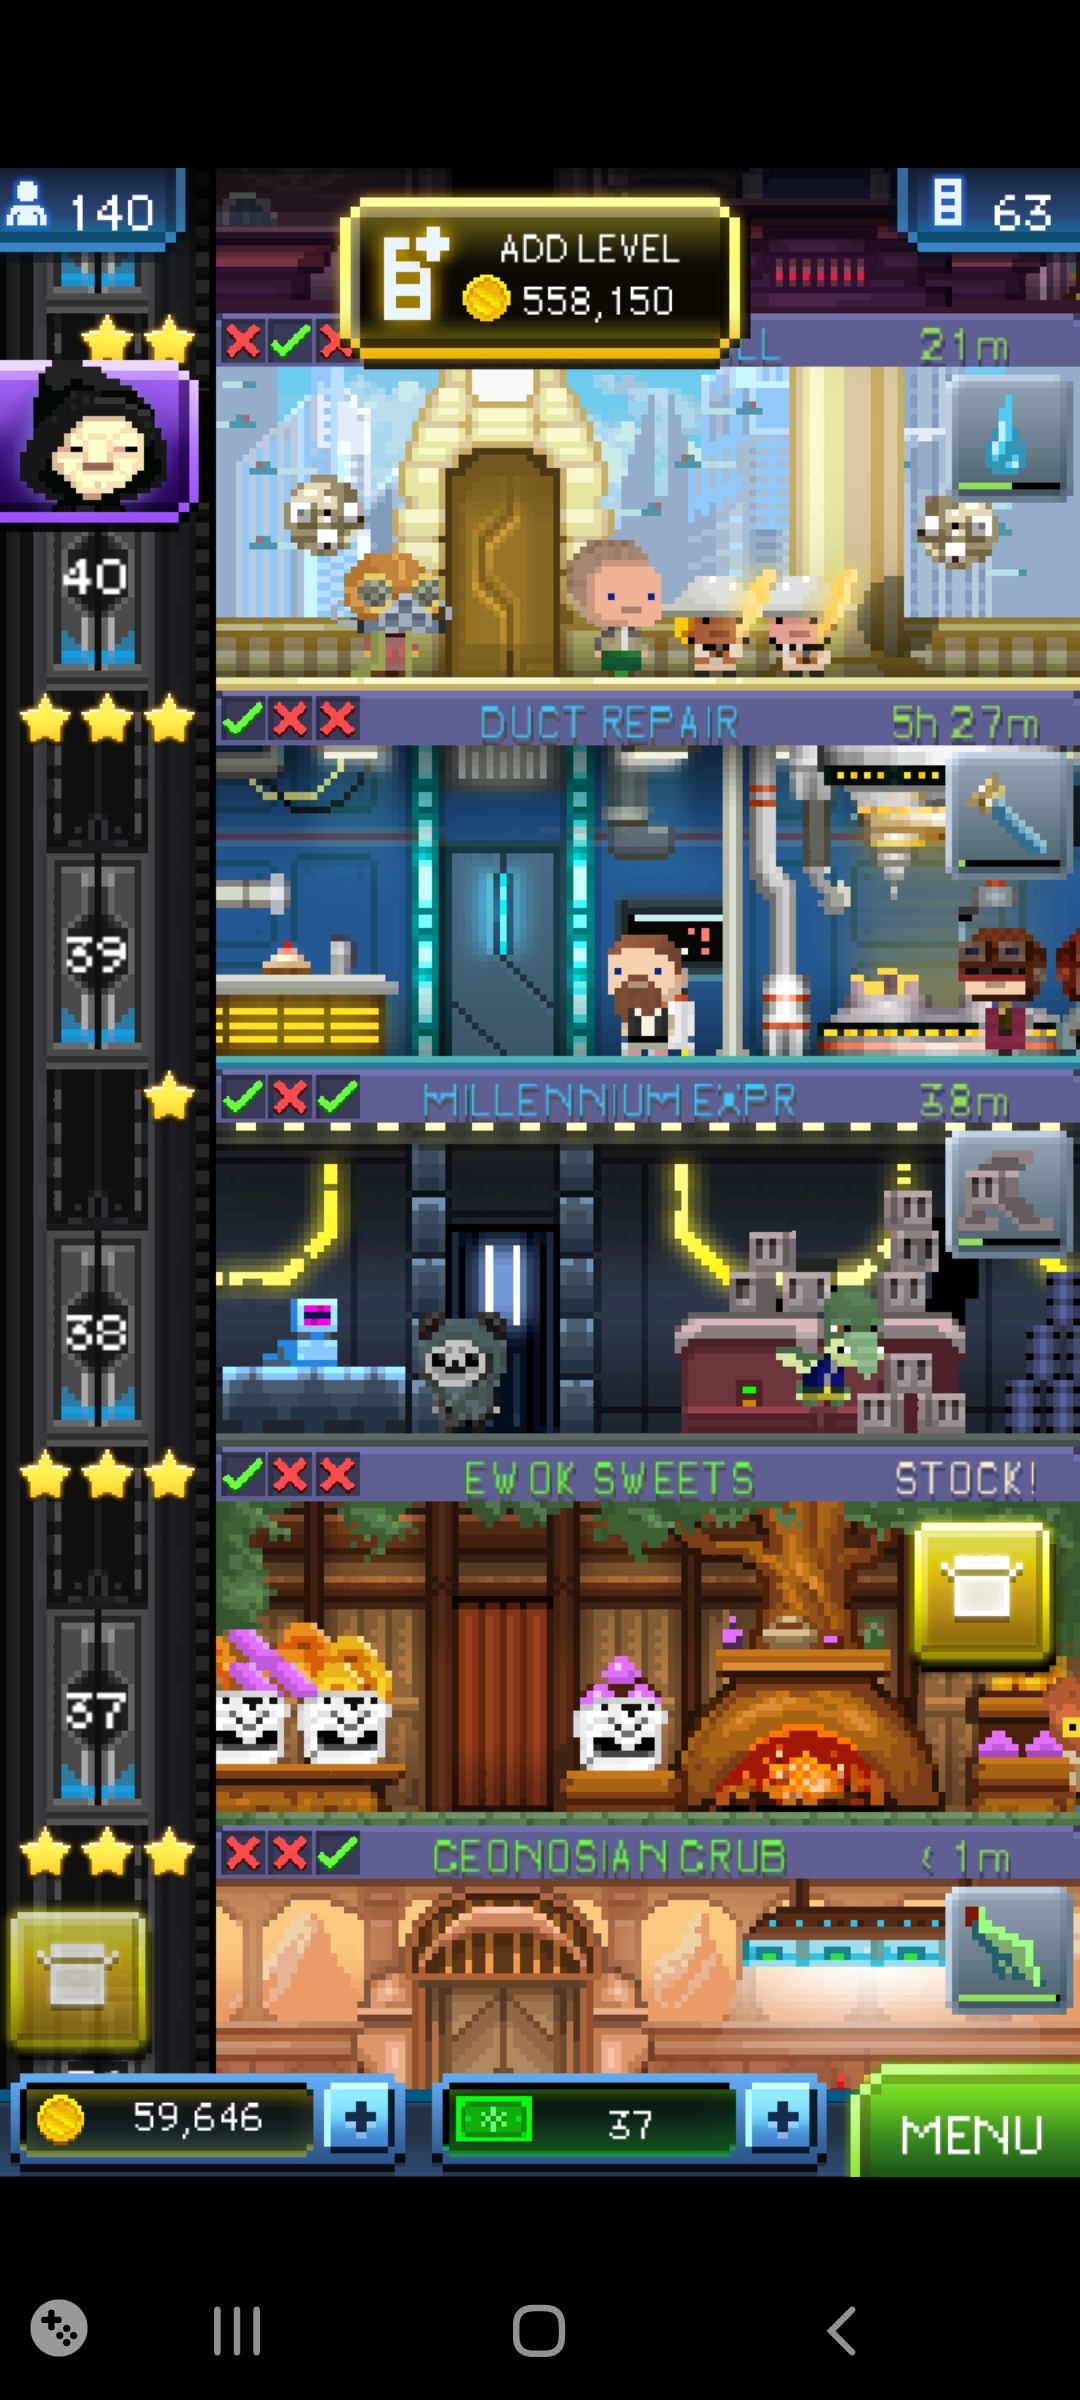 140
ADD LEVEL
558,150
63
LL
21m
40
DUCT REPAIR
5h 27m
39
MILLENNIUM EXPR
38m
38
EWOK SWEETS
STOCK!
37
GEONOSIAN GRUB
< 1m
59,646
37
MENU